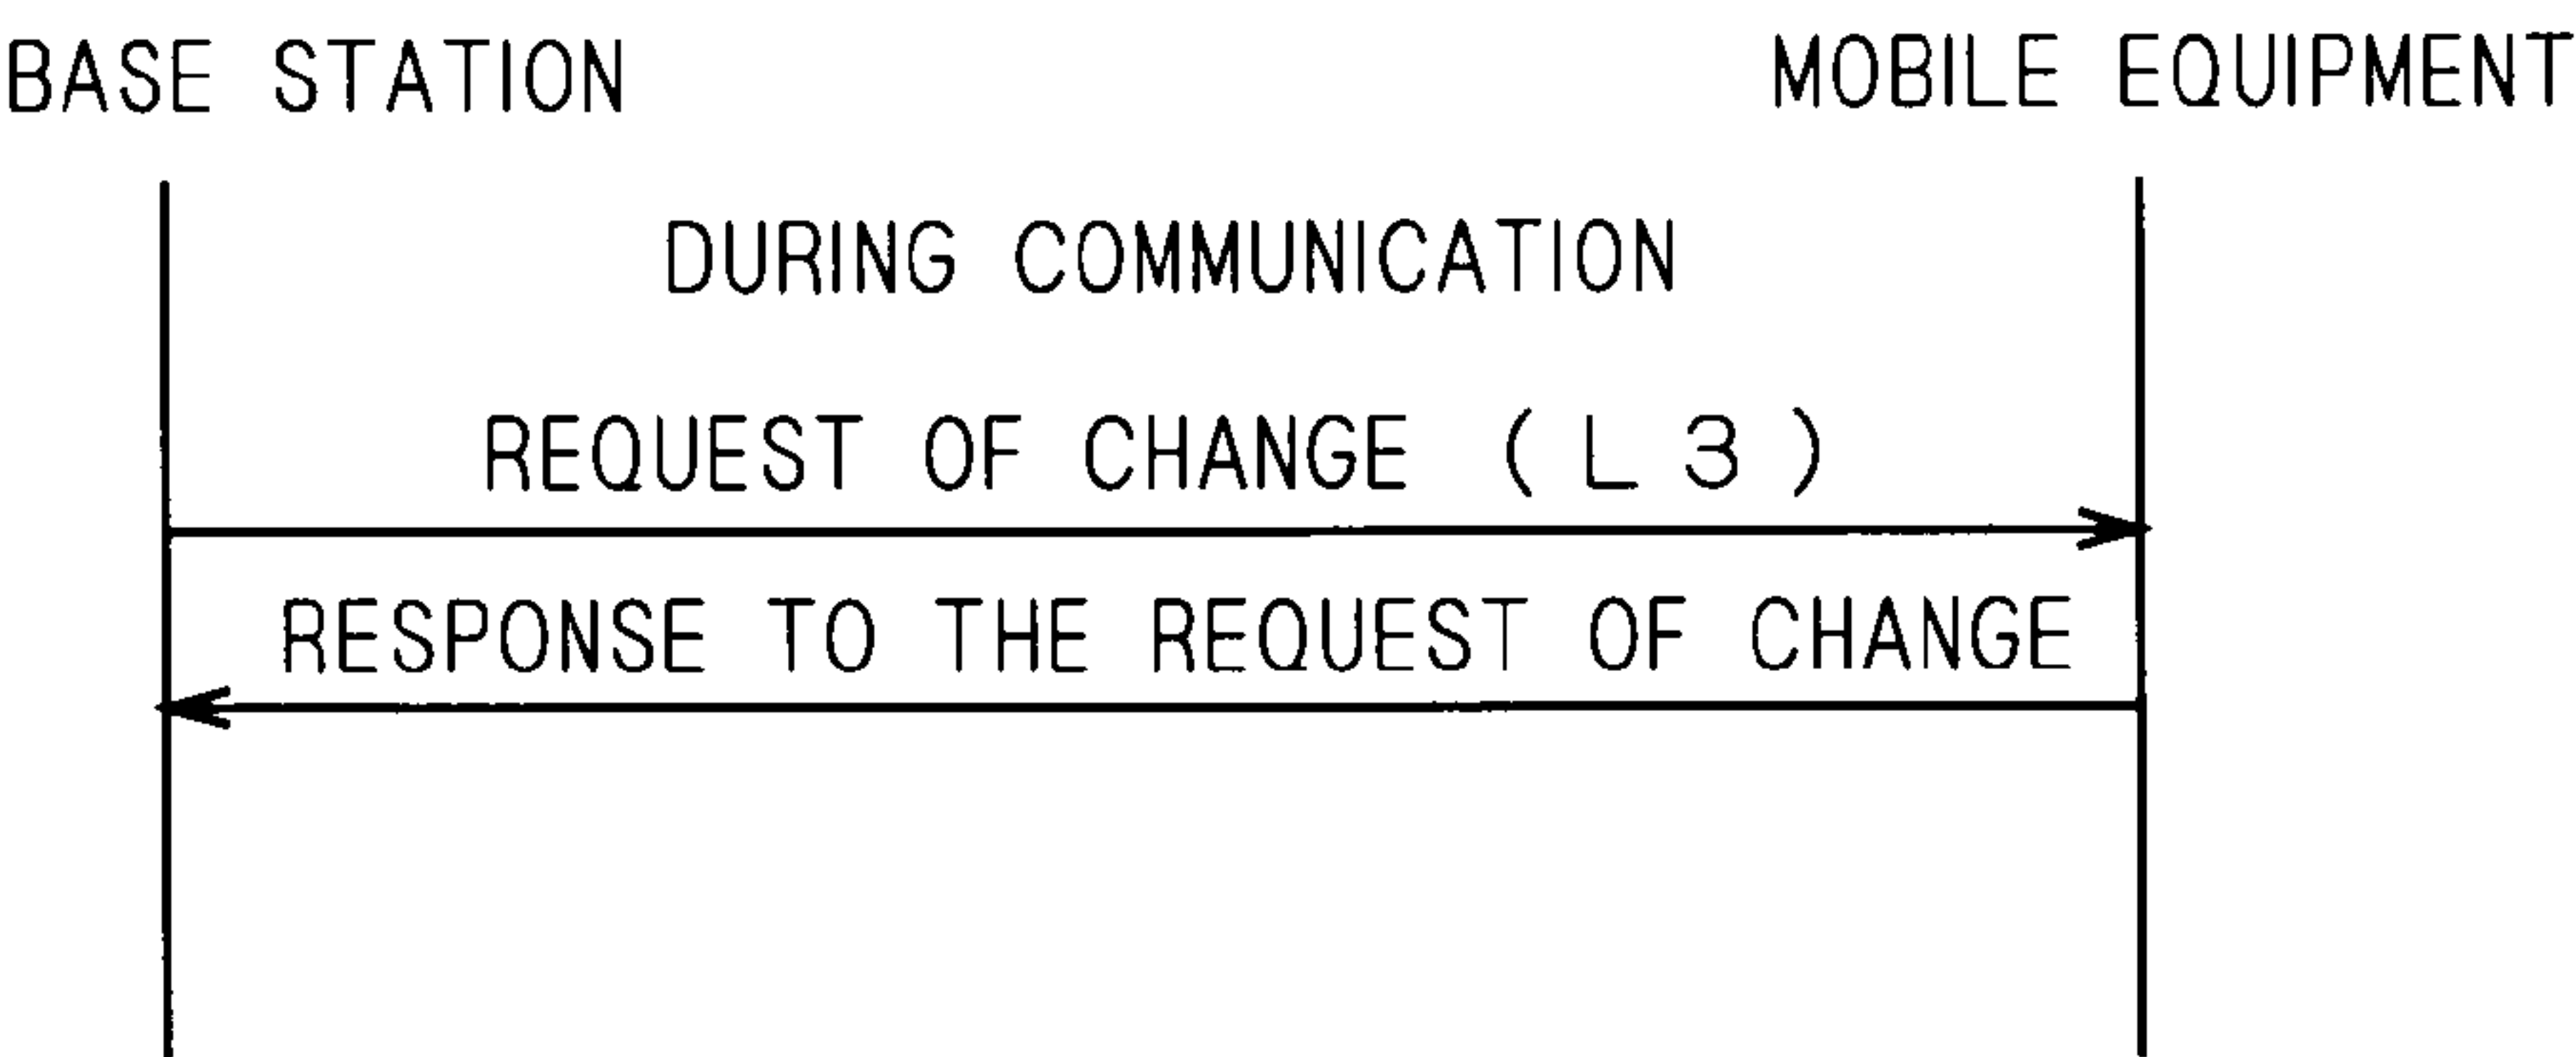 BASE STATION MOBILE EQUIPMENT
DURING COMMUNICATION
REQUEST OF CHANGE (L3)
RESPONSE TO THE REQUEST OF CHANGE